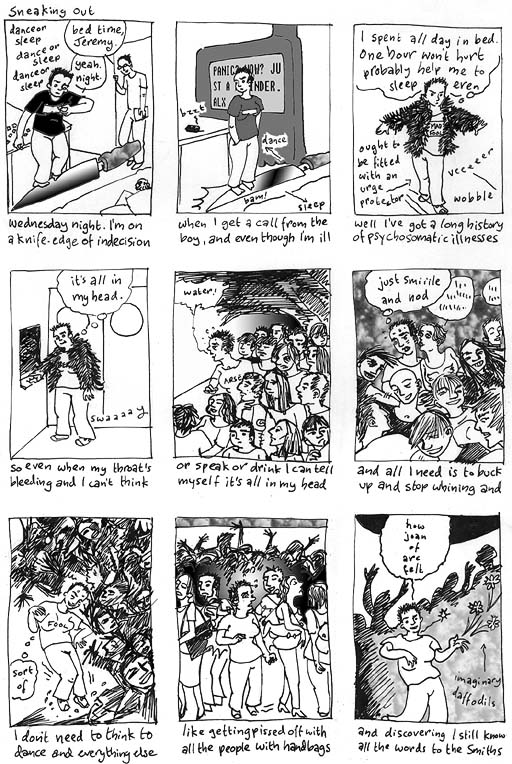 Sneaking Out
dance or
sleep
dance or
sleep
dance or
sleep
bed time,
Jeremy.
yeah.
night.
wednesday night. I'm on
a knife-edge of indecision
PANIC NOW? JU
ST A
NDER.
ALX
bzzt
dance
bam!
sleep
when I get a call from the
boy, and even though I'm ill
I spent all day in bed.
One hour won't hurt
probably help me to
sleep even
ought to
be fitted
with an
urge
protector
vcceeer
wobble
well I've got a long history
of psychosomatic illnesses
it's all in
my head.
swaaaay
so even when my throat's
bleeding and I can't think
water!
ARSE
or speak or drink I can tell
myself it's all in my head
just smiiile
and nod
and all I need is to buck
up and stop whining and
FOOL
sort
of
I don't need to think to
dance and everything else
like getting pissed off with
all the people with handbags
how
joan
of
arc
felt
imaginary
daffodils
and discovering I still know
all the words to the Smiths